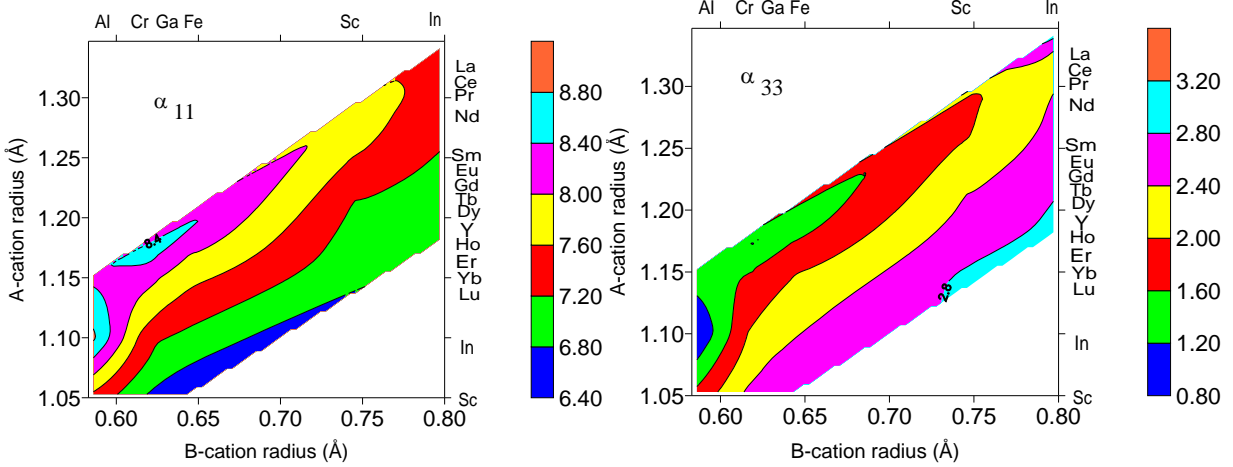 Al Cr Ga Fe Sc In
α 11
A-cation radius (Å)
1.30
1.25
1.20
1.15
1.10
1.05
8.4
La
Ce
Pr
Nd
Sm
Eu
Gd
Tb
Dy
Y
Ho
Er
Yb
Lu
In
Sc
0.60 0.65 0.70 0.75 0.80
B-cation radius (Å)
8.80
8.40
8.00
7.60
7.20
6.80
6.40
Al Cr Ga Fe Sc In
α 33
A-cation radius (Å)
1.30
1.25
1.20
1.15
1.10
1.05
2.8
La
Ce
Pr
Nd
Sm
Eu
Gd
Tb
Dy
Y
Ho
Er
Yb
Lu
In
Sc
0.60 0.65 0.70 0.75 0.80
B-cation radius (Å)
3.20
2.80
2.40
2.00
1.60
1.20
0.80